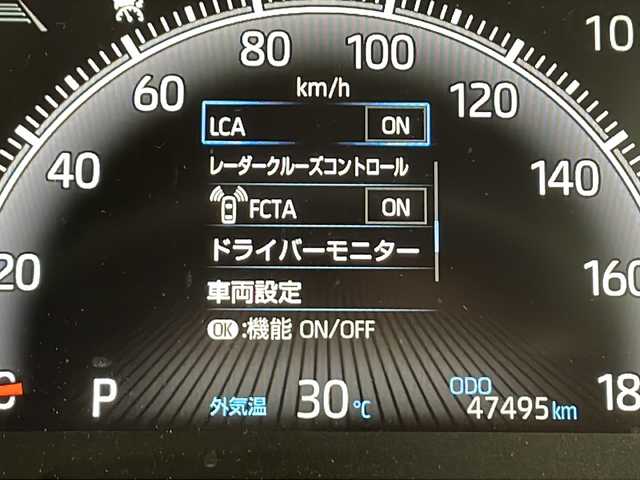 80 100 10
60 km/h 120
LCA ON
レーダークルーズコントロール
40 140
FCTA ON
ドライバーモニター
20 160
車両設定
OK:機能 ON/OFF
P 外気温 30℃ ODO 47495km 18